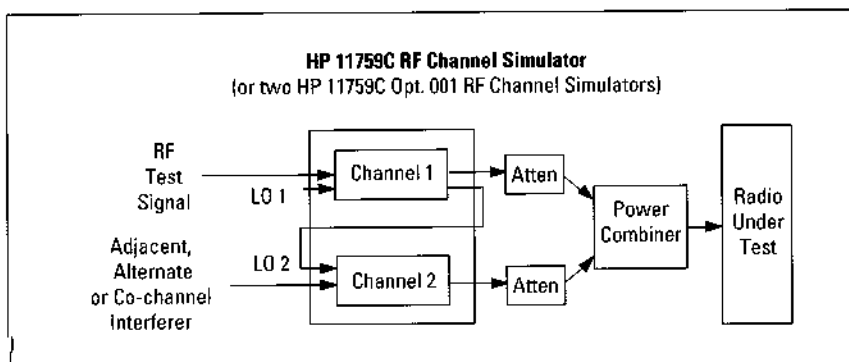 HP 11759C RF Channel Simulator
(or two HP 11759C Opt. 001 RF Channel Simulators)
RF
Test
Signal
LO 1
Channel 1
Atten
Power
Combiner
Radio
Under
Test
Adjacent,
Alternate
or Co-channel
Interferer
LO 2
Channel 2
Atten